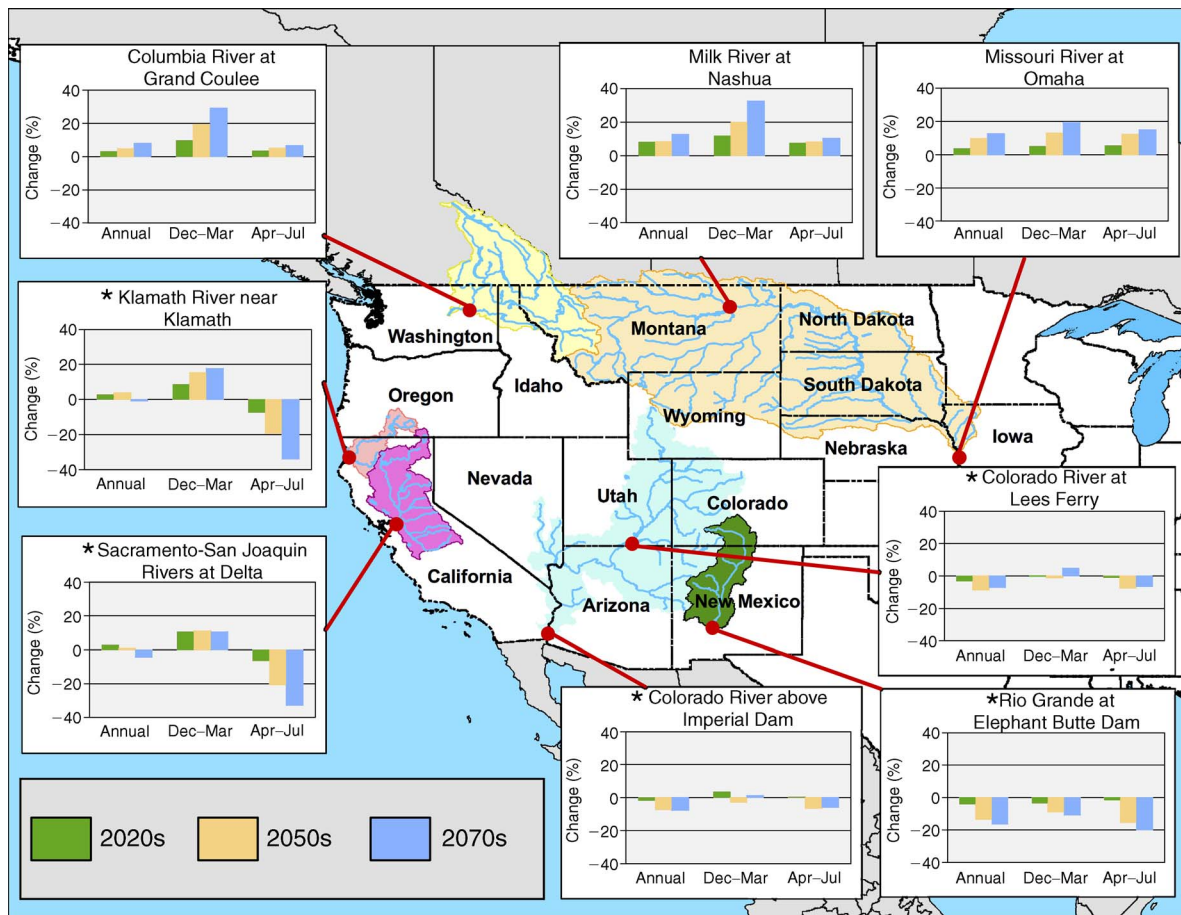 Columbia River at
Grand Coulee
Change (%)
40
20
0
−20
−40
Annual Dec–Mar Apr–Jul
Milk River at
Nashua
Change (%)
40
20
0
−20
−40
Annual Dec–Mar Apr–Jul
Missouri River at
Omaha
Change (%)
40
20
0
−20
−40
Annual Dec–Mar Apr–Jul
* Klamath River near
Klamath
Change (%)
40
20
0
−20
−40
Annual Dec–Mar Apr–Jul
Washington
Montana
North Dakota
Oregon
Idaho
South Dakota
Wyoming
Iowa
Nebraska
Nevada
Utah
Colorado
California
Arizona
New Mexico
* Colorado River at
Lees Ferry
Change (%)
40
20
0
−20
−40
Annual Dec–Mar Apr–Jul
* Sacramento-San Joaquin
Rivers at Delta
Change (%)
40
20
0
−20
−40
Annual Dec–Mar Apr–Jul
* Colorado River above
Imperial Dam
Change (%)
40
20
0
−20
−40
Annual Dec–Mar Apr–Jul
*Rio Grande at
Elephant Butte Dam
Change (%)
40
20
0
−20
−40
Annual Dec–Mar Apr–Jul
2020s 2050s 2070s